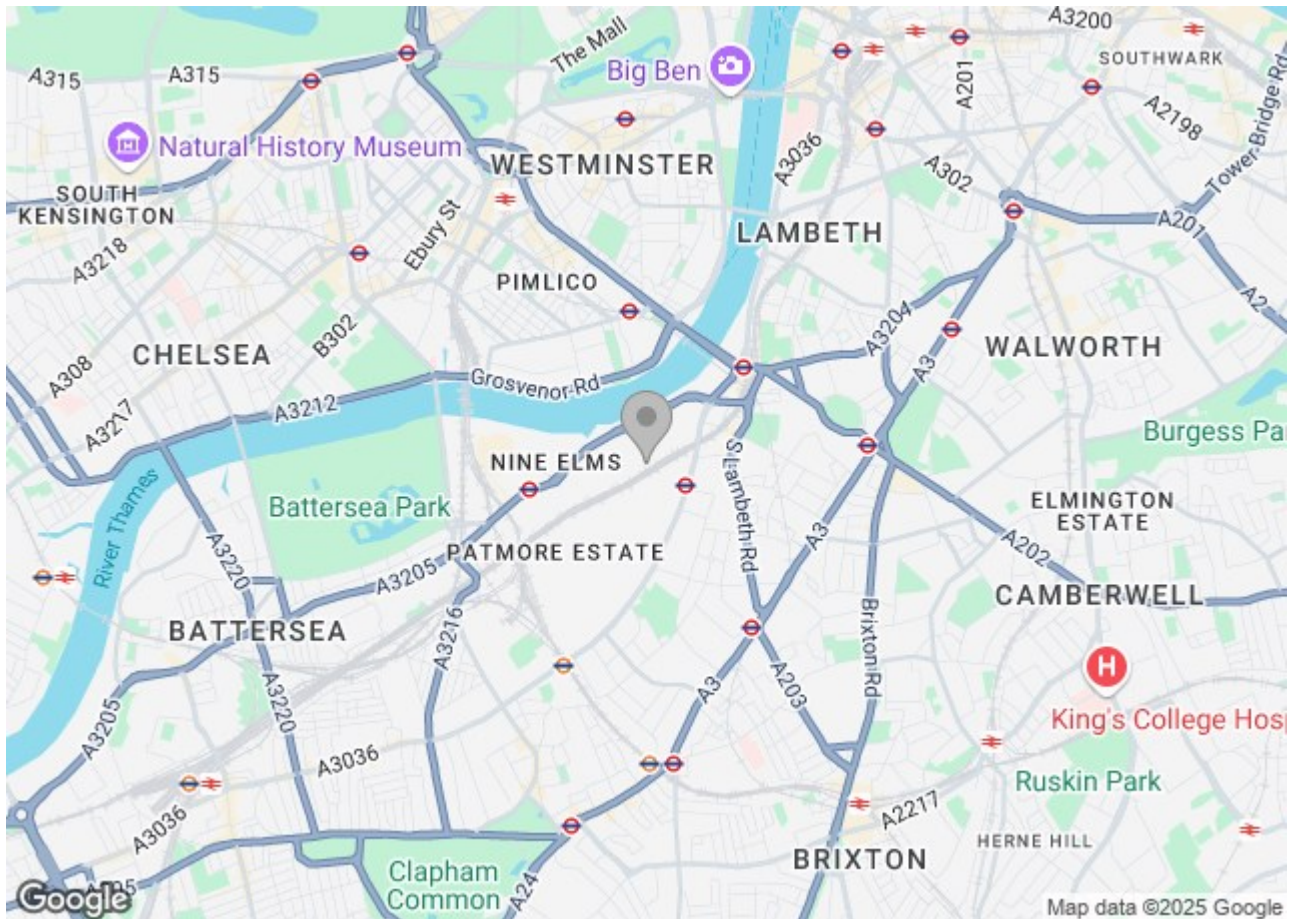 A3200
The Mall
A315
A315
Big Ben
A201
SOUTHWARK
A2198
Tower Bridge Rd
Natural History Museum
WESTMINSTER
A3036
A302
SOUTH
KENSINGTON
A3218
Ebury St
LAMBETH
A201
PIMLICO
A2
A3204
B302
CHELSEA
A308
WALWORTH
A3
Grosvenor Rd
A3212
A3217
Burgess Pa
S Lambeth Rd
NINE ELMS
River Thames
Battersea Park
ELMINGTON
ESTATE
A3
A202
PATMORE ESTATE
A3220
A3205
CAMBERWELL
BATTERSEA
A3216
Brixton Rd
H
A203
A3
A3205
A3220
King's College Hosp
A3036
Ruskin Park
A3036
A2217
HERNE HILL
BRIXTON
Clapham
Common
A24
Google
Map data ©2025 Google